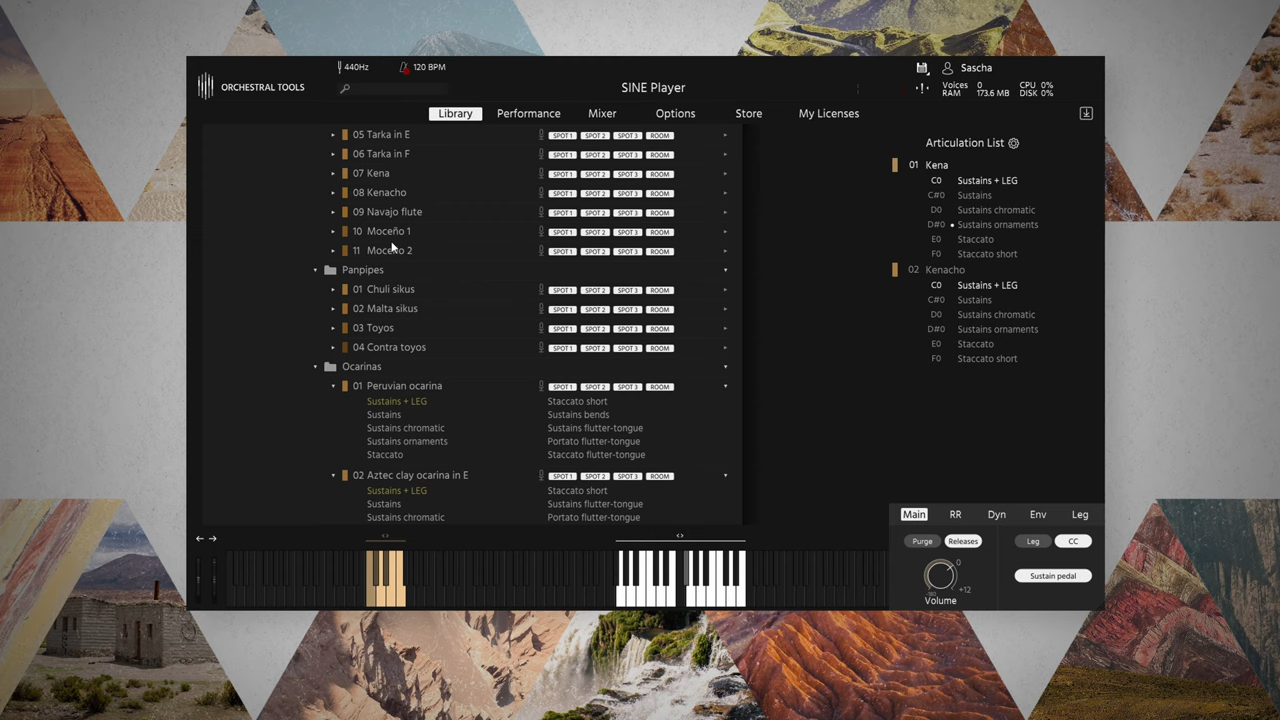 440Hz 120 BPM
Sascha
ORCHESTRAL TOOLS
SINE Player
Voices 0 CPU 0%
RAM 173.6 MB DISK 0%
Library Performance Mixer Options Store My Licenses
05 Tarka in E SPOT 1 SPOT 2 SPOT 3 ROOM
06 Tarka in F SPOT 1 SPOT 2 SPOT 3 ROOM
07 Kena SPOT 1 SPOT 2 SPOT 3 ROOM
08 Kenacho SPOT 1 SPOT 2 SPOT 3 ROOM
09 Navajo flute SPOT 1 SPOT 2 SPOT 3 ROOM
10 Moceño 1 SPOT 1 SPOT 2 SPOT 3 ROOM
11 Moceño 2 SPOT 1 SPOT 2 SPOT 3 ROOM
Panpipes
01 Chuli sikus SPOT 1 SPOT 2 SPOT 3 ROOM
02 Malta sikus SPOT 1 SPOT 2 SPOT 3 ROOM
03 Toyos SPOT 1 SPOT 2 SPOT 3 ROOM
04 Contra toyos SPOT 1 SPOT 2 SPOT 3 ROOM
Ocarinas
01 Peruvian ocarina SPOT 1 SPOT 2 SPOT 3 ROOM
Sustains + LEG Staccato short
Sustains Sustains bends
Sustains chromatic Sustains flutter-tongue
Sustains ornaments Portato flutter-tongue
Staccato Staccato flutter-tongue
02 Aztec clay ocarina in E SPOT 1 SPOT 2 SPOT 3 ROOM
Sustains + LEG Staccato short
Sustains Sustains flutter-tongue
Sustains chromatic Portato flutter-tongue
Articulation List
01 Kena
C0 Sustains + LEG
C#0 Sustains
D0 Sustains chromatic
D#0 Sustains ornaments
E0 Staccato
F0 Staccato short
02 Kenacho
C0 Sustains + LEG
C#0 Sustains
D0 Sustains chromatic
D#0 Sustains ornaments
E0 Staccato
F0 Staccato short
Main RR Dyn Env Leg
Purge Releases Leg CC
0
Sustain pedal
+12
Volume